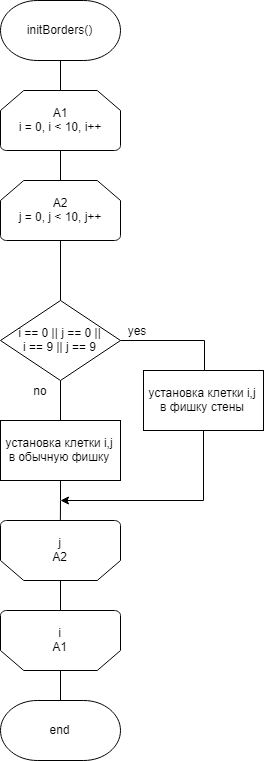 initBorders()
A1
i = 0, i < 10, i++
A2
j = 0, j < 10, j++
i == 0 || j == 0 ||
i == 9 || j == 9
yes
no
установка клетки i,j
в фишку стены
установка клетки i,j
в обычную фишку
j
A2
i
A1
end